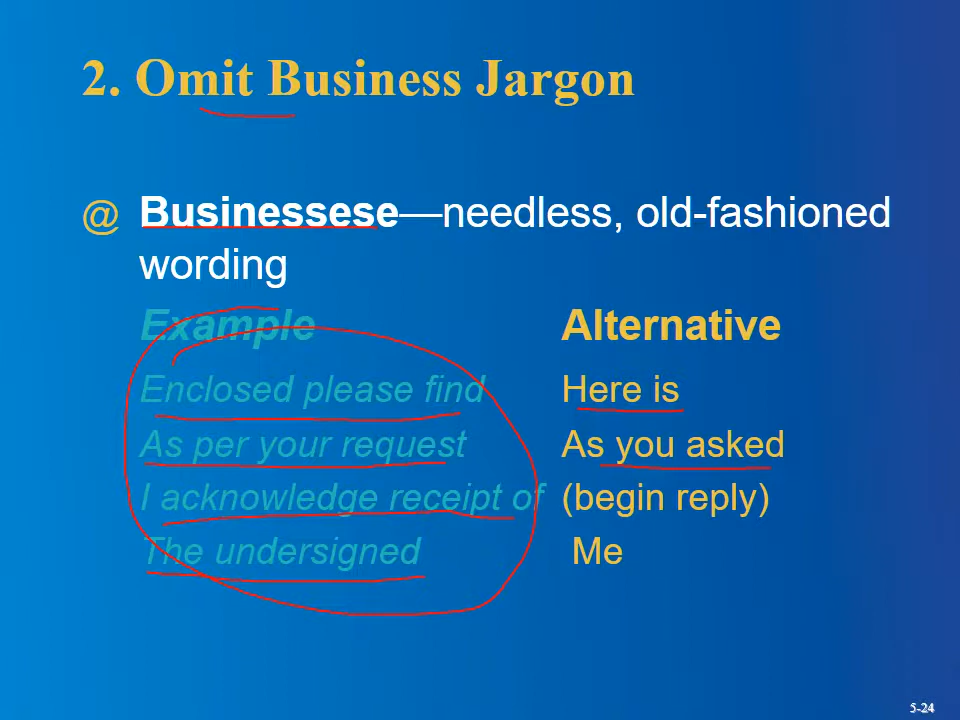 2. Omit Business Jargon
@ Businessese—needless, old-fashioned
wording
Example Alternative
Enclosed please find Here is
As per your request As you asked
I acknowledge receipt of (begin reply)
The undersigned Me
5-24